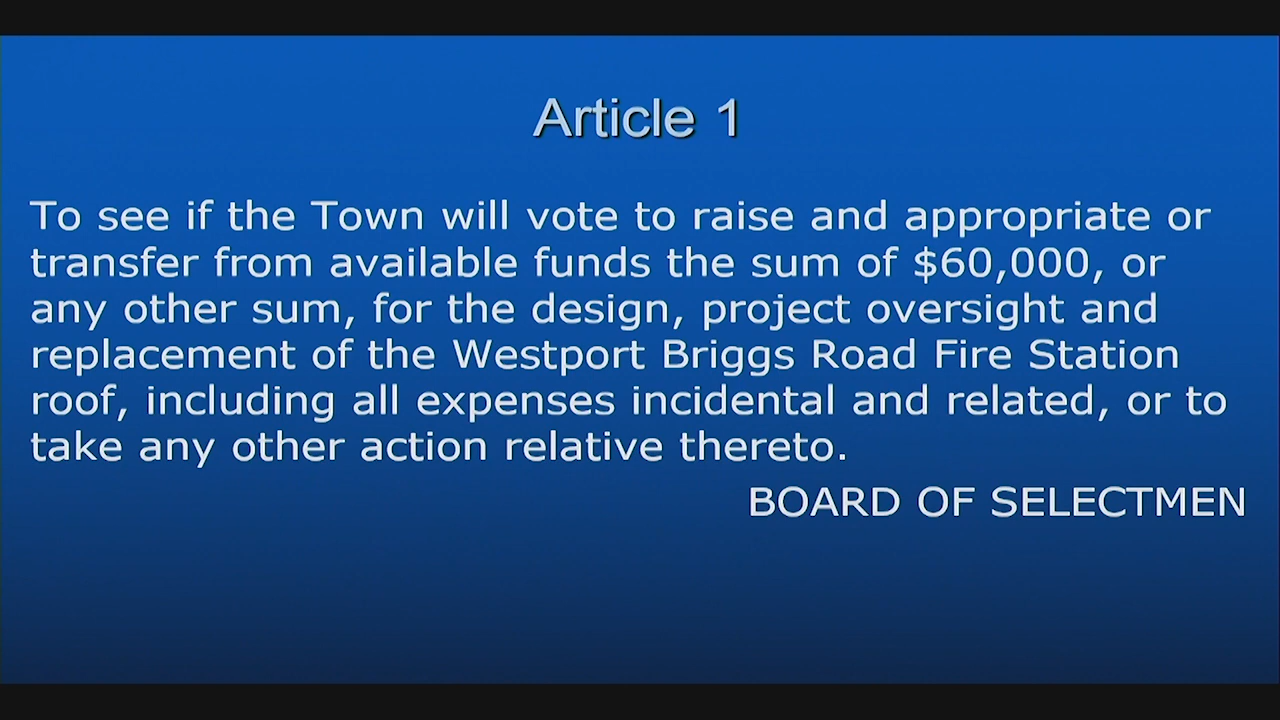 Article 1
To see if the Town will vote to raise and appropriate or
transfer from available funds the sum of $60,000, or
any other sum, for the design, project oversight and
replacement of the Westport Briggs Road Fire Station
roof, including all expenses incidental and related, or to
take any other action relative thereto.
BOARD OF SELECTMEN